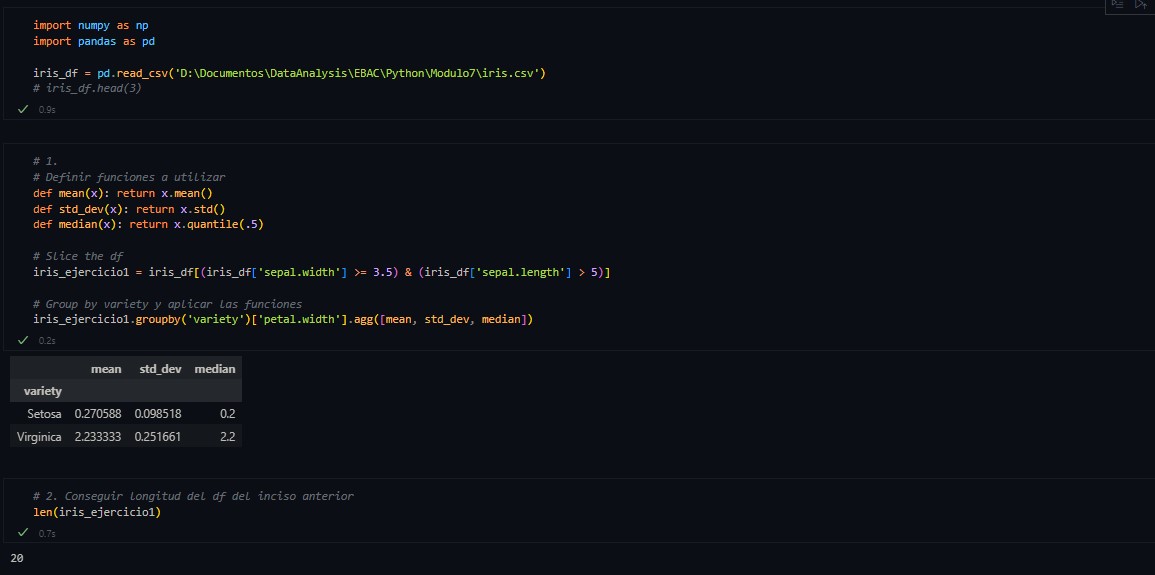 import numpy as np
import pandas as pd
iris_df = pd.read_csv('D:\Documentos\DataAnalysis\EBAC\Python\Modulo7\iris.csv')
# iris_df.head(3)
0.9s
# 1.
# Definir funciones a utilizar
def mean(x): return x.mean()
def std_dev(x): return x.std()
def median(x): return x.quantile(.5)
# Slice the df
iris_ejercicio1 = iris_df[(iris_df['sepal.width'] >= 3.5) & (iris_df['sepal.length'] > 5)]
# Group by variety y aplicar las funciones
iris_ejercicio1.groupby('variety')['petal.width'].agg([mean, std_dev, median])
0.2s
mean std_dev median
variety
Setosa 0.270588 0.098518 0.2
Virginica 2.233333 0.251661 2.2
# 2. Conseguir longitud del df del inciso anterior
len(iris_ejercicio1)
0.7s
20